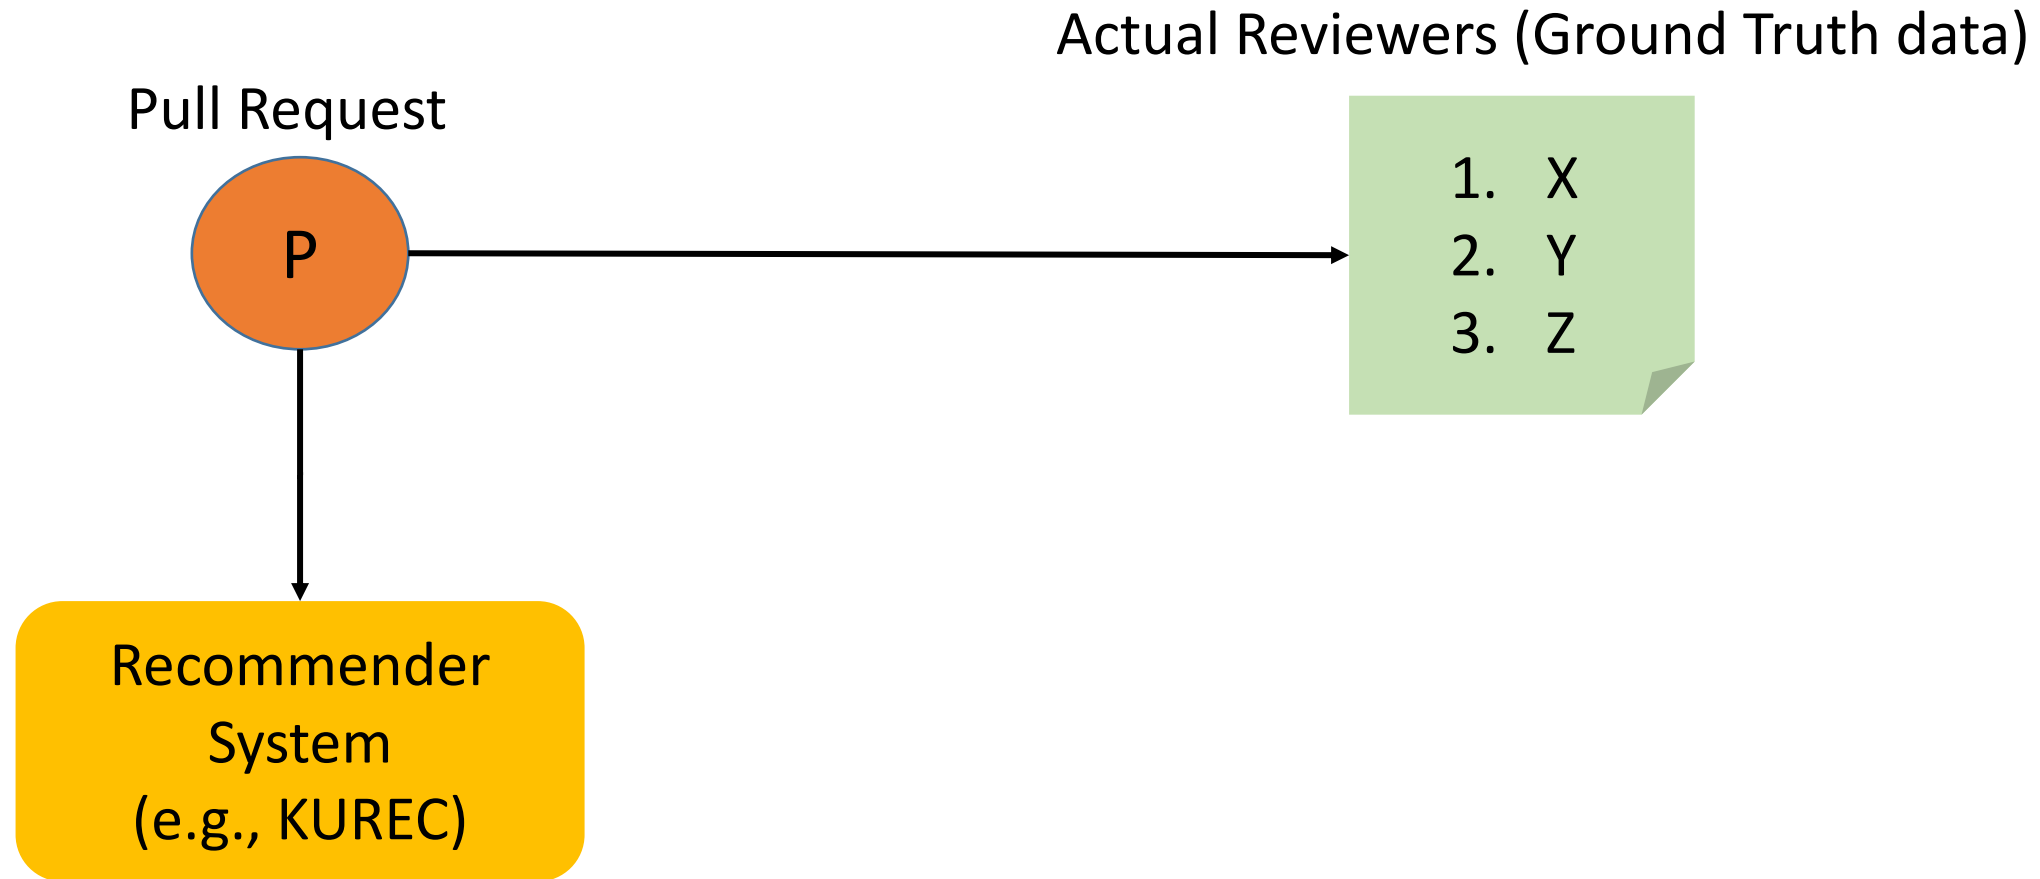 Actual Reviewers (Ground Truth data)
Pull Request
P
1. X
2. Y
3. Z
Recommender
System
(e.g., KUREC)